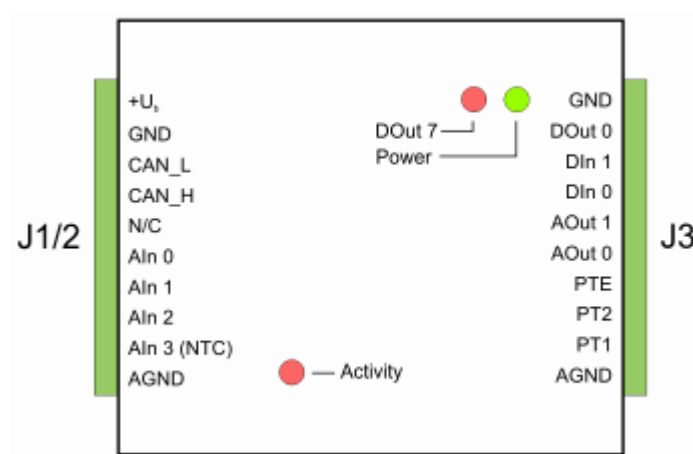 J1/2
+Ub
GND
CAN_L
CAN_H
N/C
AIn 0
AIn 1
AIn 2
AIn 3 (NTC)
AGND
DOut 7
Power
Activity
GND
DOut 0
DIn 1
DIn 0
AOut 1
AOut 0
PTE
PT2
PT1
AGND
J3